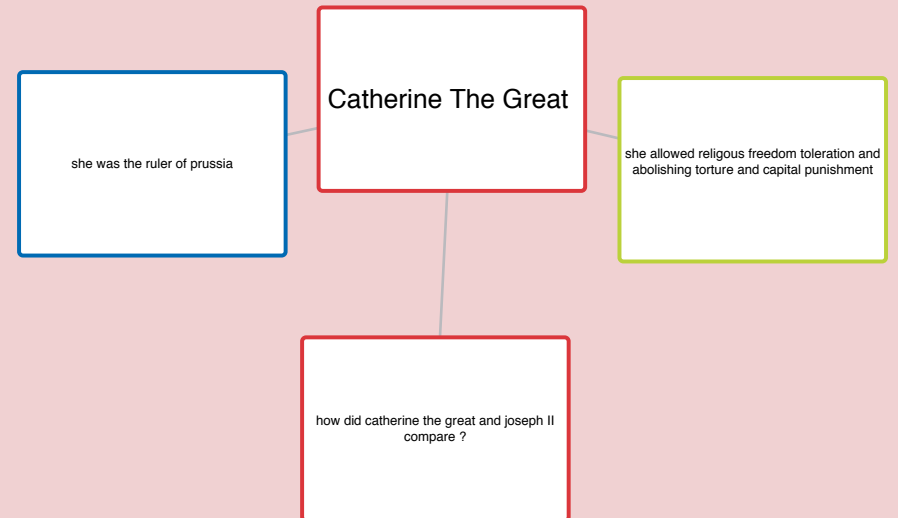 Catherine The Great
she was the ruler of prussia
she allowed religous freedom toleration and
abolishing torture and capital punishment
how did catherine the great and joseph II
compare ?